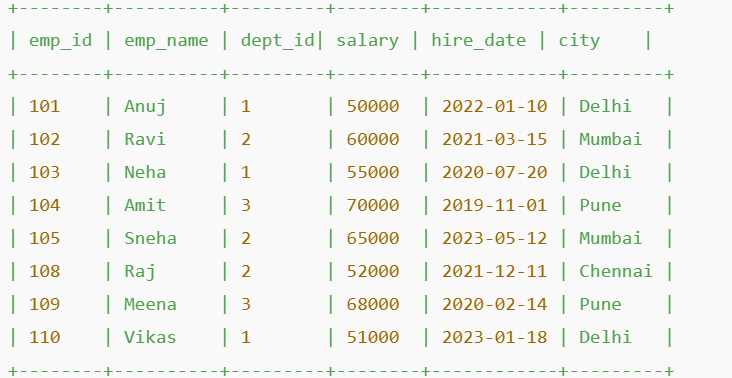 +--------+----------+---------+--------+------------+---------+
| emp_id | emp_name | dept_id| salary | hire_date | city    |
+--------+----------+---------+--------+------------+---------+
| 101    | Anuj     | 1       | 50000  | 2022-01-10 | Delhi   |
| 102    | Ravi     | 2       | 60000  | 2021-03-15 | Mumbai  |
| 103    | Neha     | 1       | 55000  | 2020-07-20 | Delhi   |
| 104    | Amit     | 3       | 70000  | 2019-11-01 | Pune    |
| 105    | Sneha    | 2       | 65000  | 2023-05-12 | Mumbai  |
| 108    | Raj      | 2       | 52000  | 2021-12-11 | Chennai |
| 109    | Meena    | 3       | 68000  | 2020-02-14 | Pune    |
| 110    | Vikas    | 1       | 51000  | 2023-01-18 | Delhi   |
+--------+----------+---------+--------+------------+---------+